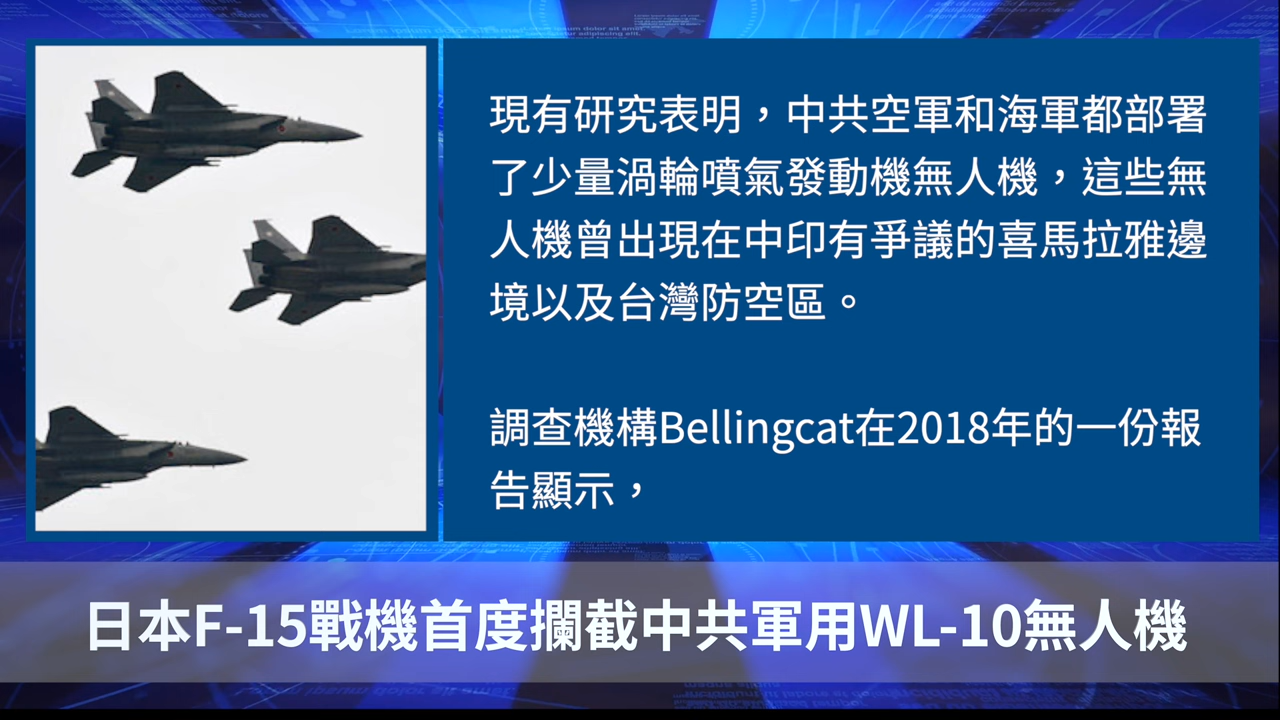 現有研究表明，中共空軍和海軍都部署
了少量渦輪噴氣發動機無人機，這些無
人機曾出現在中印有爭議的喜馬拉雅邊
境以及台灣防空區。
調查機構Bellingcat在2018年的一份報
告顯示，
日本F-15戰機首度攔截中共軍用WL-10無人機